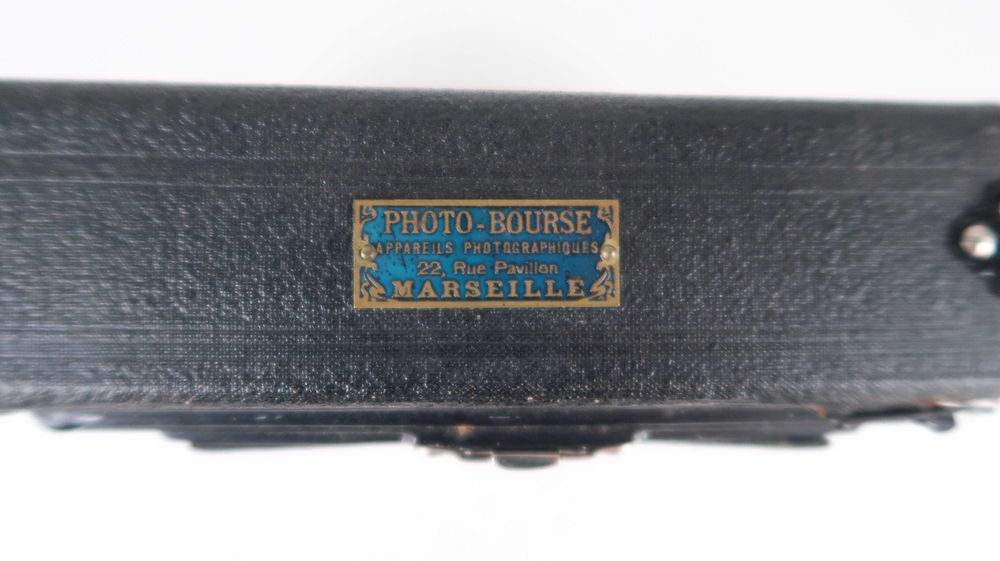 PHOTO-BOURSE
APPAREILS PHOTOGRAPHIQUES
22, Rue Pavillon
MARSEILLE